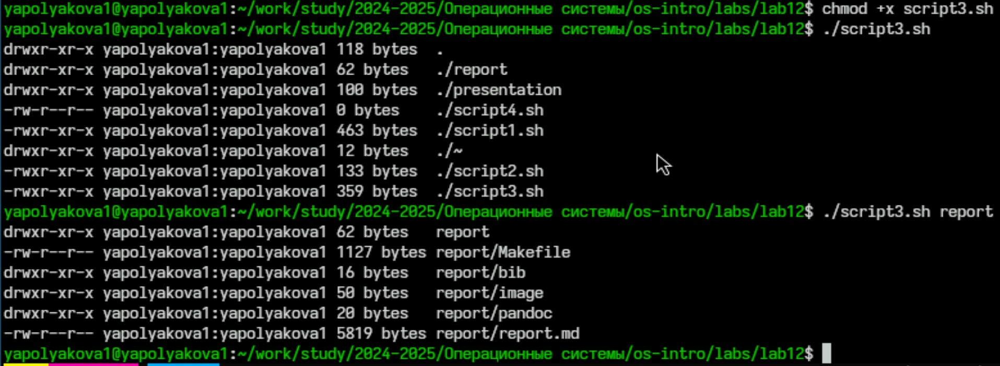 yapolyakova1@yapolyakova1:~/work/study/2024-2025/Операционные системы/os-intro/labs/lab12$ chmod +x script3.sh
yapolyakova1@yapolyakova1:~/work/study/2024-2025/Операционные системы/os-intro/labs/lab12$ ./script3.sh
drwxr-xr-x yapolyakova1:yapolyakova1 118 bytes  .
drwxr-xr-x yapolyakova1:yapolyakova1 62 bytes   ./report
drwxr-xr-x yapolyakova1:yapolyakova1 100 bytes  ./presentation
-rw-r--r-- yapolyakova1:yapolyakova1 0 bytes    ./script4.sh
-rwxr-xr-x yapolyakova1:yapolyakova1 463 bytes  ./script1.sh
drwxr-xr-x yapolyakova1:yapolyakova1 12 bytes   ./~
-rwxr-xr-x yapolyakova1:yapolyakova1 133 bytes  ./script2.sh
-rwxr-xr-x yapolyakova1:yapolyakova1 359 bytes  ./script3.sh
yapolyakova1@yapolyakova1:~/work/study/2024-2025/Операционные системы/os-intro/labs/lab12$ ./script3.sh report
drwxr-xr-x yapolyakova1:yapolyakova1 62 bytes   report
-rw-r--r-- yapolyakova1:yapolyakova1 1127 bytes report/Makefile
drwxr-xr-x yapolyakova1:yapolyakova1 16 bytes   report/bib
drwxr-xr-x yapolyakova1:yapolyakova1 50 bytes   report/image
drwxr-xr-x yapolyakova1:yapolyakova1 20 bytes   report/pandoc
-rw-r--r-- yapolyakova1:yapolyakova1 5819 bytes report/report.md
yapolyakova1@yapolyakova1:~/work/study/2024-2025/Операционные системы/os-intro/labs/lab12$